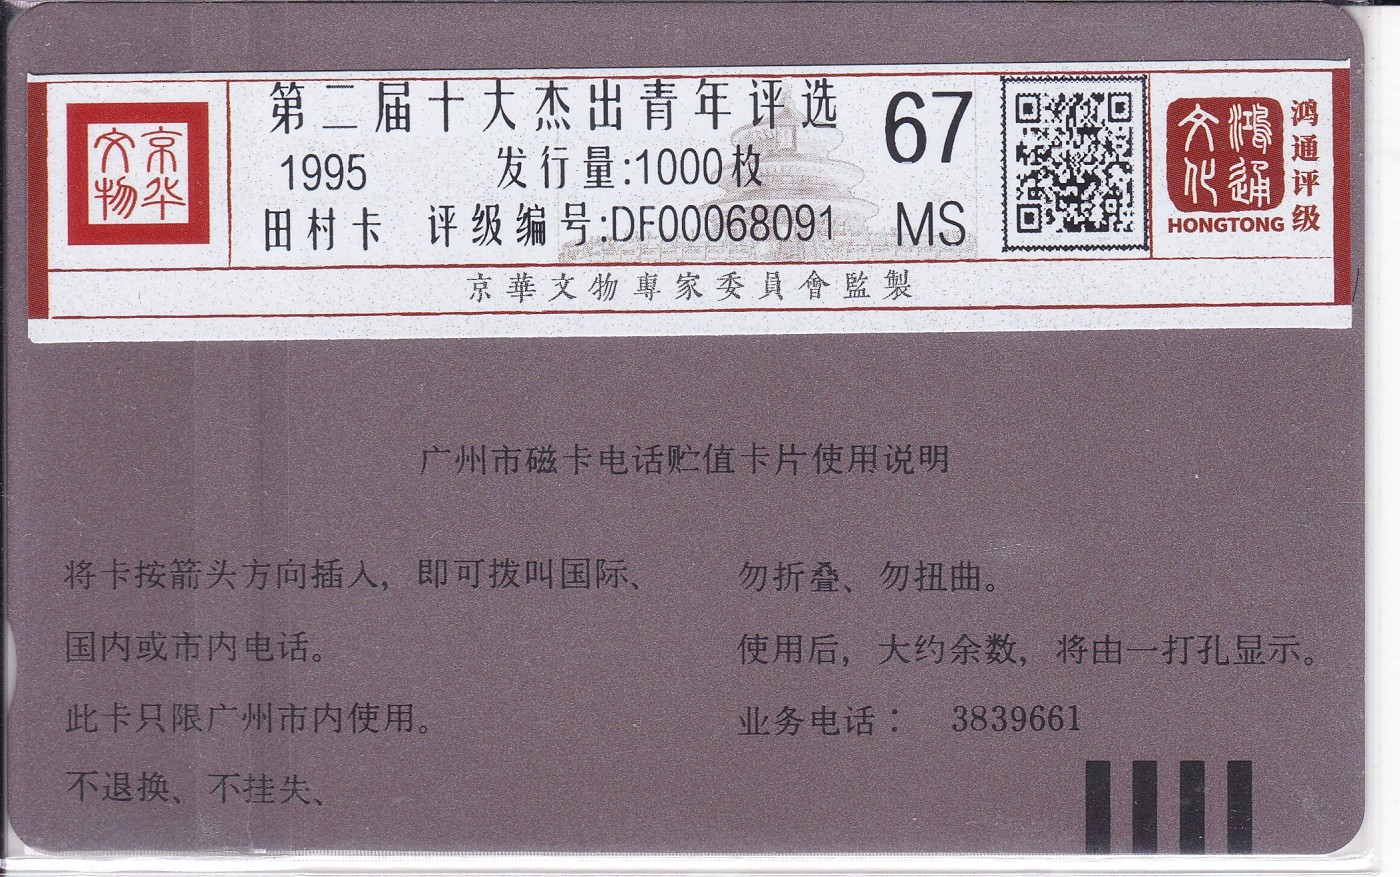 京华
文物
第二届十大杰出青年评选
1995 发行量:1000枚
田村卡 评级编号:DF00068091
67
MS
鸿通
文化
HONGTONG
鸿通评级
京華文物專家委員會監製
广州市磁卡电话贮值卡片使用说明
将卡按箭头方向插入，即可拨叫国际、
国内或市内电话。
此卡只限广州市内使用。
不退换、不挂失、
勿折叠、勿扭曲。
使用后，大约余数，将由一打孔显示。
业务电话： 3839661